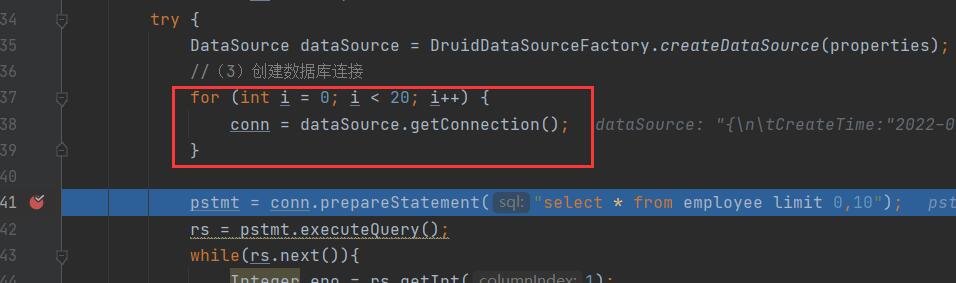 34 try {
35 DataSource dataSource = DruidDataSourceFactory.createDataSource(properties);
36 //（3）创建数据库连接
37 for (int i = 0; i < 20; i++) {
38 conn = dataSource.getConnection(); dataSource: "{\n\tCreateTime:"2022-0
39 }
40
41 pstmt = conn.prepareStatement( sql: "select * from employee limit 0,10"); pst
42 rs = pstmt.executeQuery();
43 while(rs.next()){
44 Integer eno = rs.getInt( columnIndex: 1);